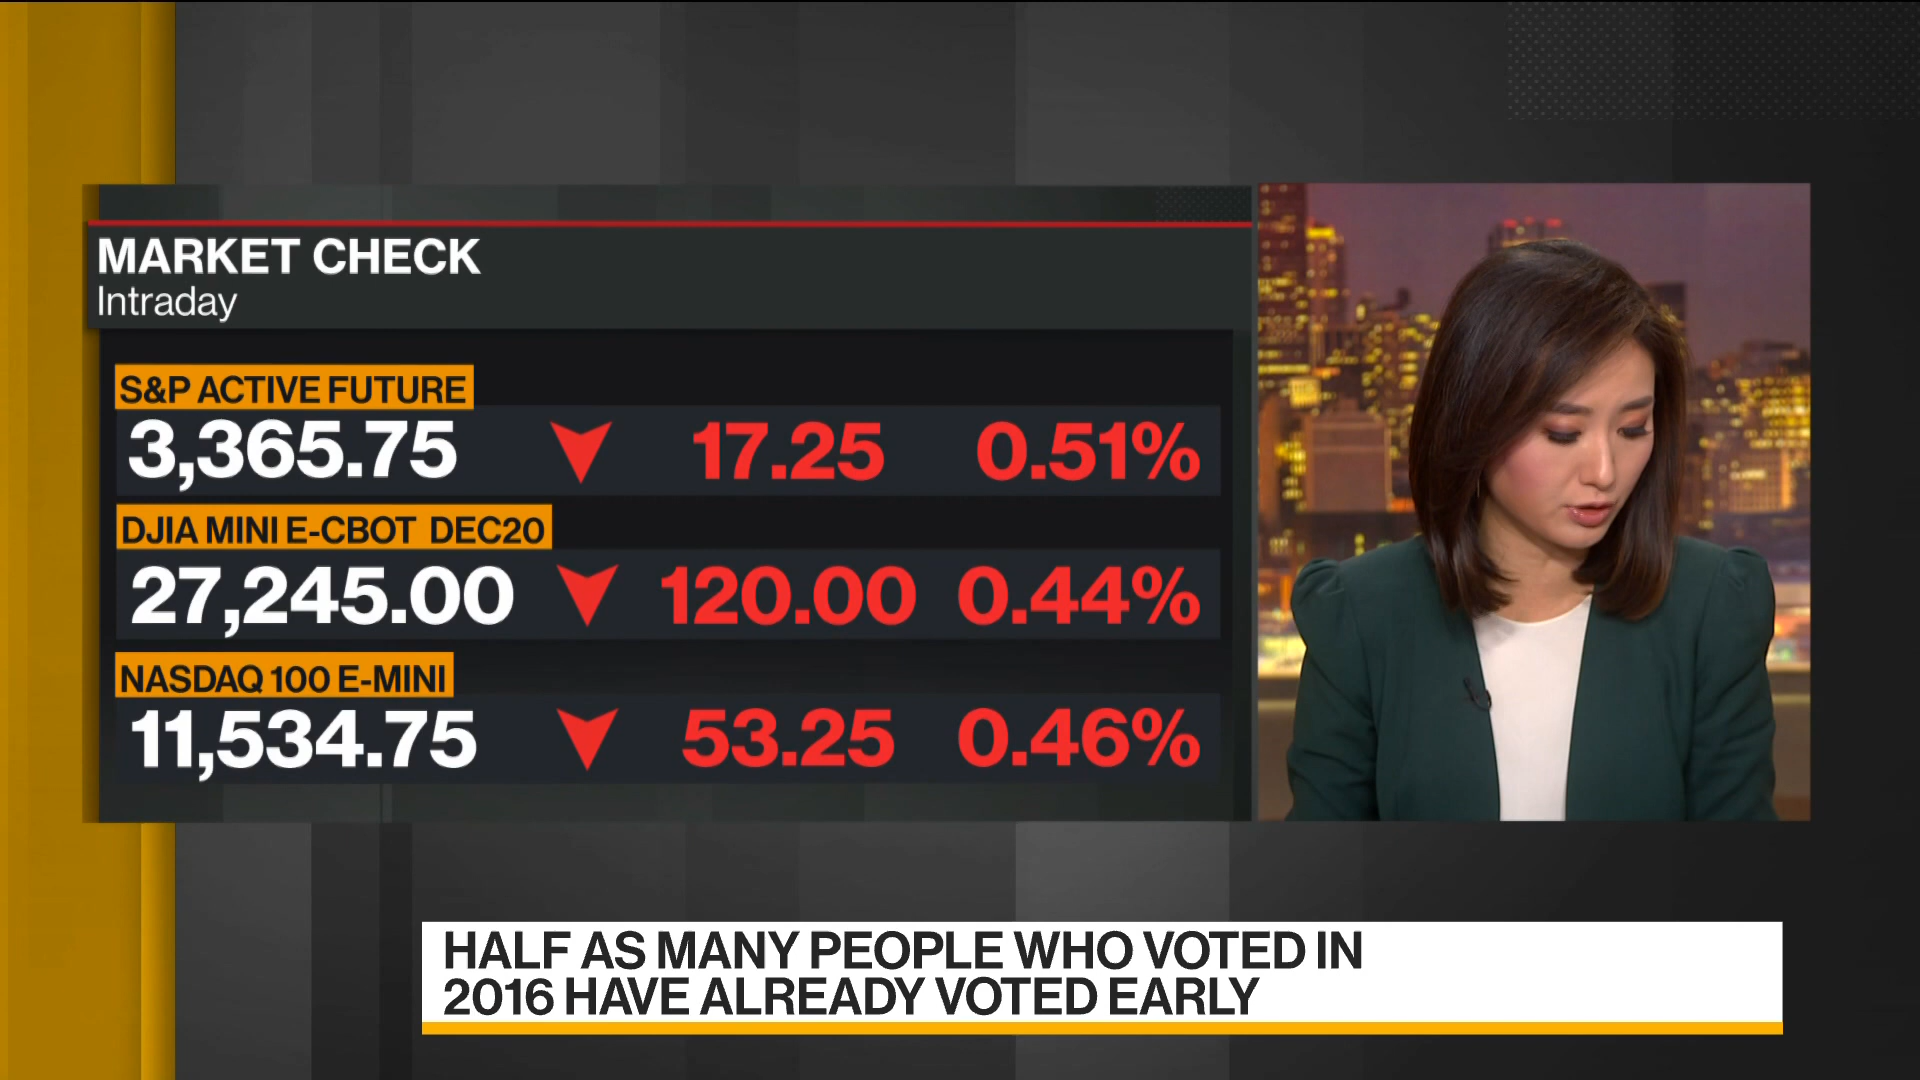 MARKET CHECK
Intraday
S&P ACTIVE FUTURE
3,365.75 17.25 0.51%
DJIA MINI E-CBOT DEC20
27,245.00 120.00 0.44%
NASDAQ 100 E-MINI
11,534.75 53.25 0.46%
HALF AS MANY PEOPLE WHO VOTED IN
2016 HAVE ALREADY VOTED EARLY